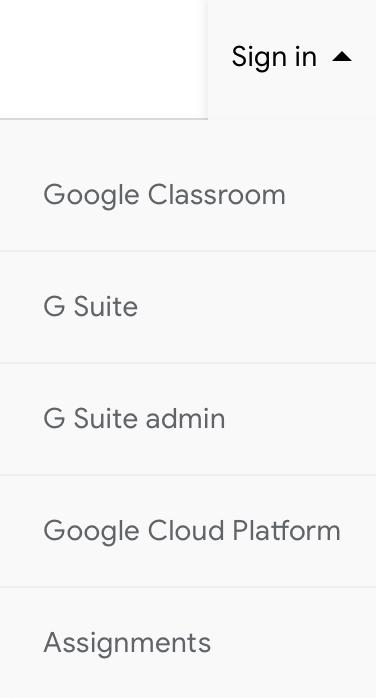 Sign in
Google Classroom
G Suite
G Suite admin
Google Cloud Platform
Assignments